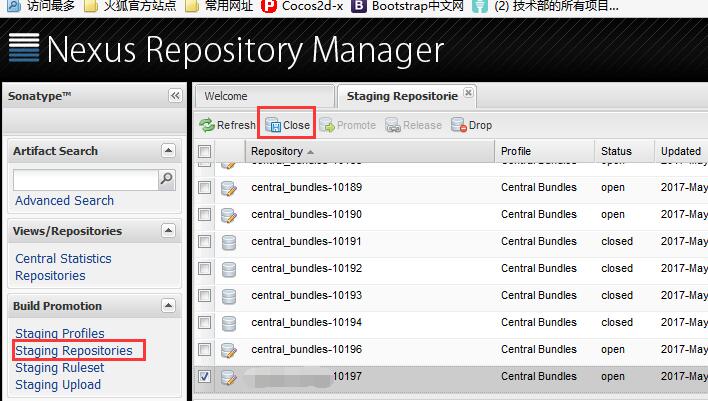 访问最多 火狐官方站点 常用网址 Cocos2d-x Bootstrap中文网 (2) 技术部的所有项目...
Nexus Repository Manager
Sonatype™
Welcome Staging Repositorie
Refresh Close Promote Release Drop
Artifact Search
Advanced Search
Views/Repositories
Central Statistics
Repositories
Build Promotion
Staging Profiles
Staging Repositories
Staging Ruleset
Staging Upload
Repository Profile Status Updated
central_bundles-10189 Central Bundles open 2017-May
central_bundles-10190 Central Bundles open 2017-May
central_bundles-10191 Central Bundles closed 2017-May
central_bundles-10192 Central Bundles closed 2017-May
central_bundles-10193 Central Bundles closed 2017-May
central_bundles-10194 Central Bundles closed 2017-May
central_bundles-10196 Central Bundles open 2017-May
10197 Central Bundles open 2017-May